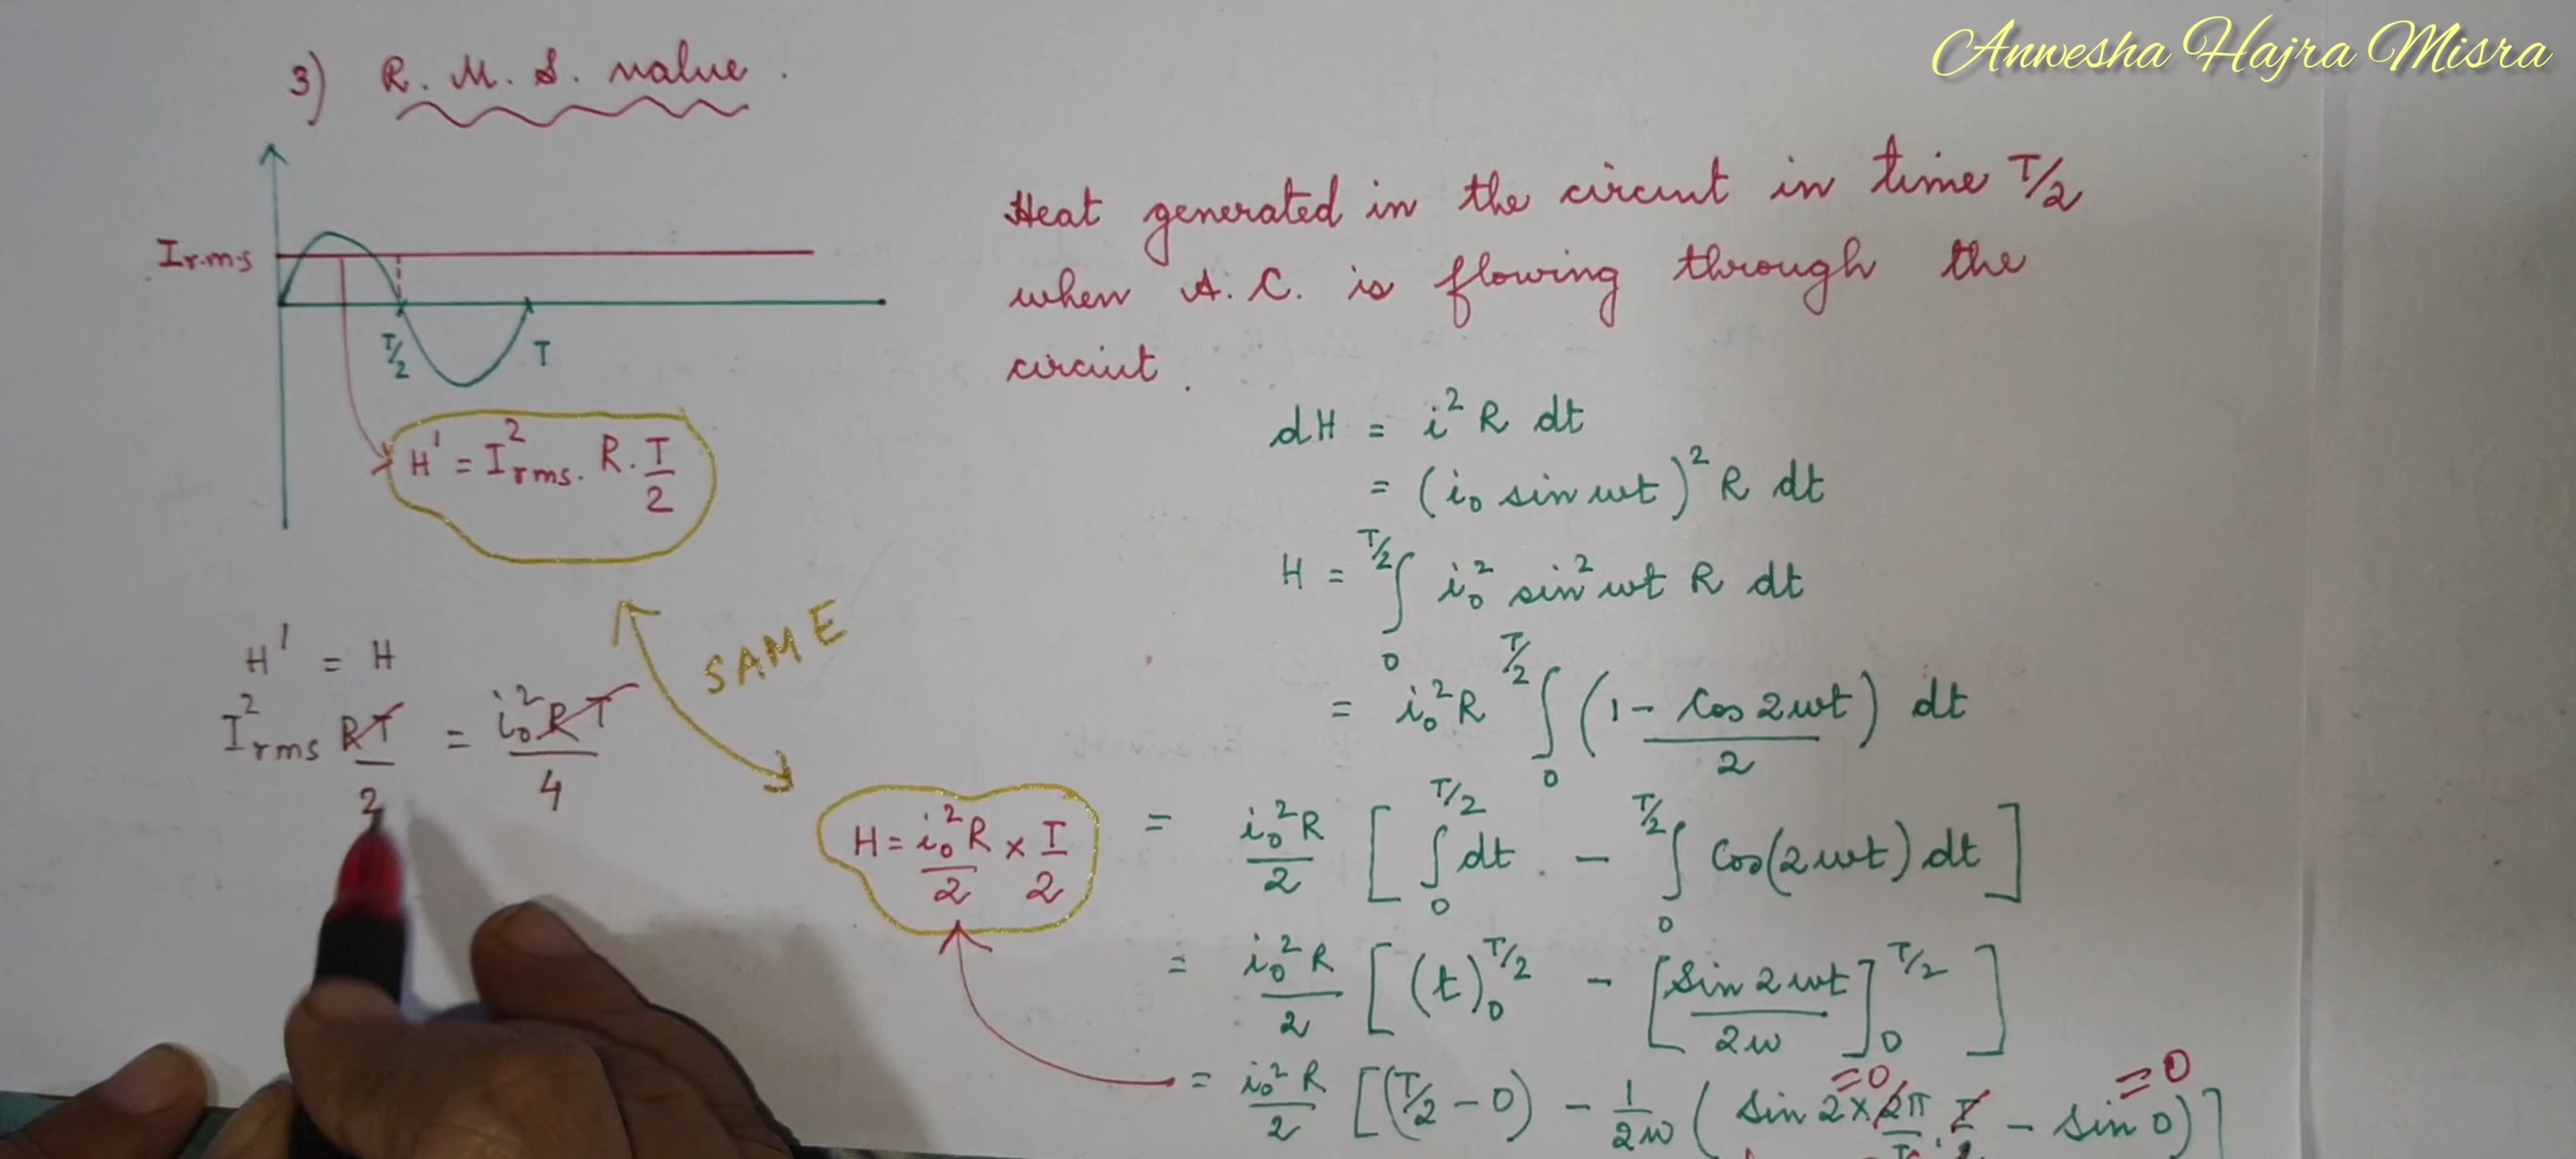 Anwesha Hajra Misra
3) R. M. S. value.
I r.m.s
T/2
T
H' = I²rms. R. T/2
Heat generated in the circuit in time T/2
when A. C. is flowing through the
circuit.
dH = i² R dt
= (i₀ sin ωt)² R dt
H = ∫₀^(T/2) i₀² sin² ωt R dt
= i₀² R ∫₀^(T/2) (1 - Cos 2ωt / 2) dt
= i₀² R / 2 [ ∫₀^(T/2) dt - ∫₀^(T/2) Cos(2ωt) dt ]
= i₀² R / 2 [ (t)₀^(T/2) - [ Sin 2ωt / 2ω ]₀^(T/2) ]
=0 =0
= i₀² R / 2 [ (T/2 - 0) - 1/2ω ( sin 2 × 2π/T . T - sin 0) ]
SAME
H' = H
I²rms RT/2 = i₀² RT/4
H = i₀² R/2 × T/2